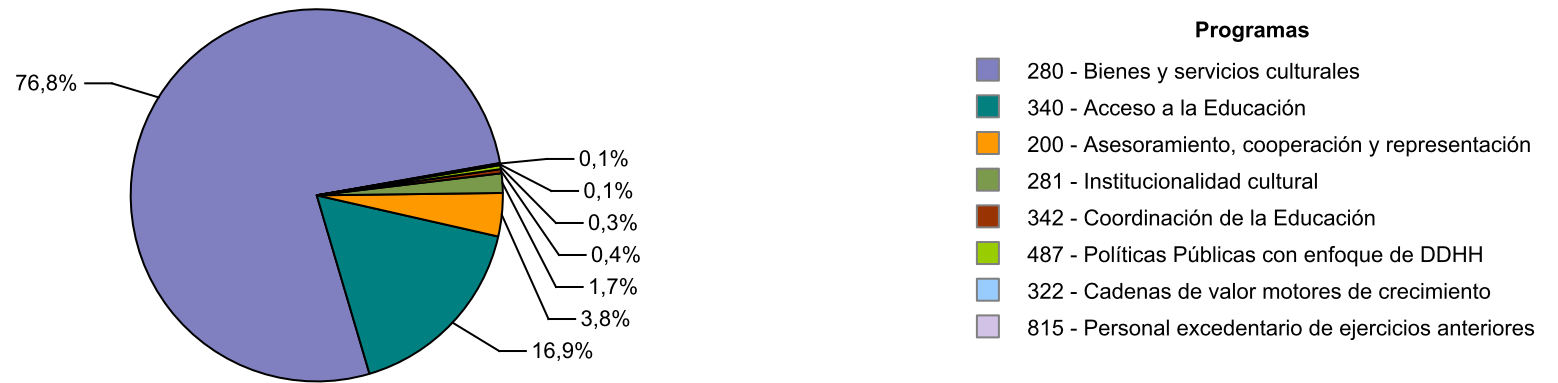 76,8%
0,1%
0,1%
0,3%
0,4%
1,7%
3,8%
16,9%
Programas
280 - Bienes y servicios culturales
340 - Acceso a la Educación
200 - Asesoramiento, cooperación y representación
281 - Institucionalidad cultural
342 - Coordinación de la Educación
487 - Políticas Públicas con enfoque de DDHH
322 - Cadenas de valor motores de crecimiento
815 - Personal excedentario de ejercicios anteriores